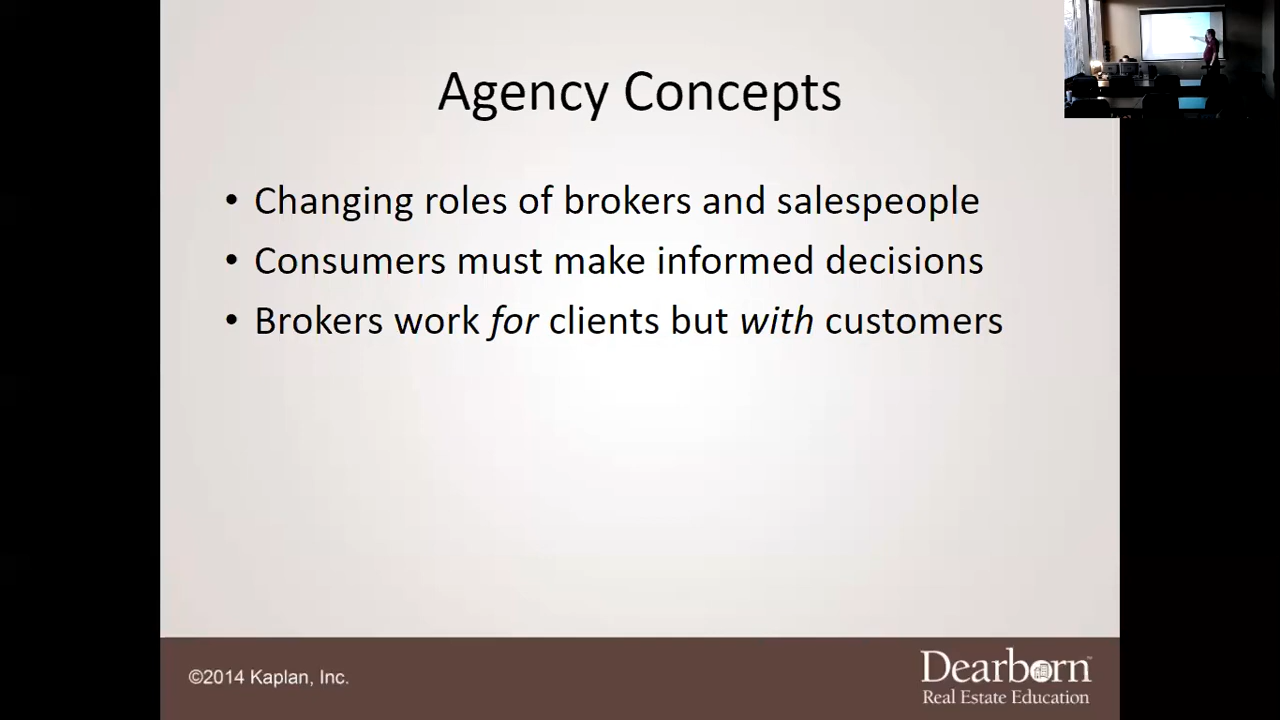 Agency Concepts
• Changing roles of brokers and salespeople
• Consumers must make informed decisions
• Brokers work for clients but with customers
©2014 Kaplan, Inc.
Dearborn™
Real Estate Education